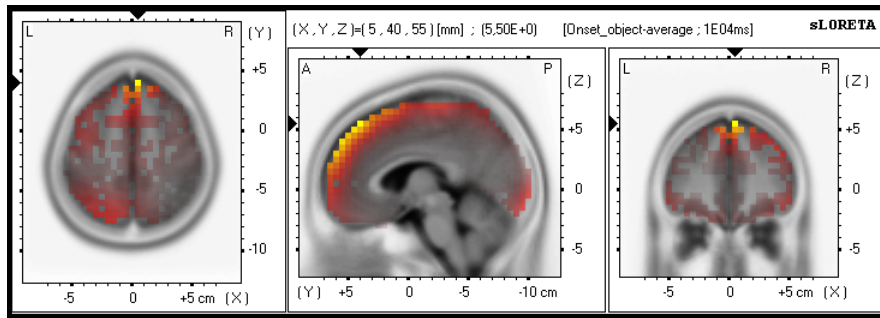 (X, Y, Z)=(5, 40, 55) [mm] ; (5,50E+0) [Onset_object-average ; 1E04ms] sLORETA
L R (Y)
+5
0
-5
-10
-5 0 +5 cm (X)
A P (Z)
+5
0
-5
(Y) +5 0 -5 -10 cm
L R (Z)
+5
0
-5
-5 0 +5 cm (X)